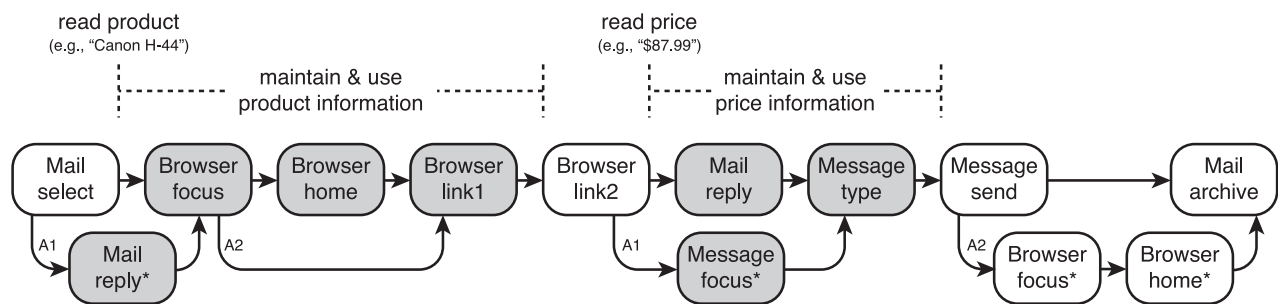 read product
(e.g., “Canon H-44”)
read price
(e.g., “$87.99”)
maintain & use
product information
maintain & use
price information
Mail
select
Browser
focus
Browser
home
Browser
link1
Browser
link2
Mail
reply
Message
type
Message
send
Mail
archive
A1
Mail
reply*
A2
A1
Message
focus*
A2
Browser
focus*
Browser
home*